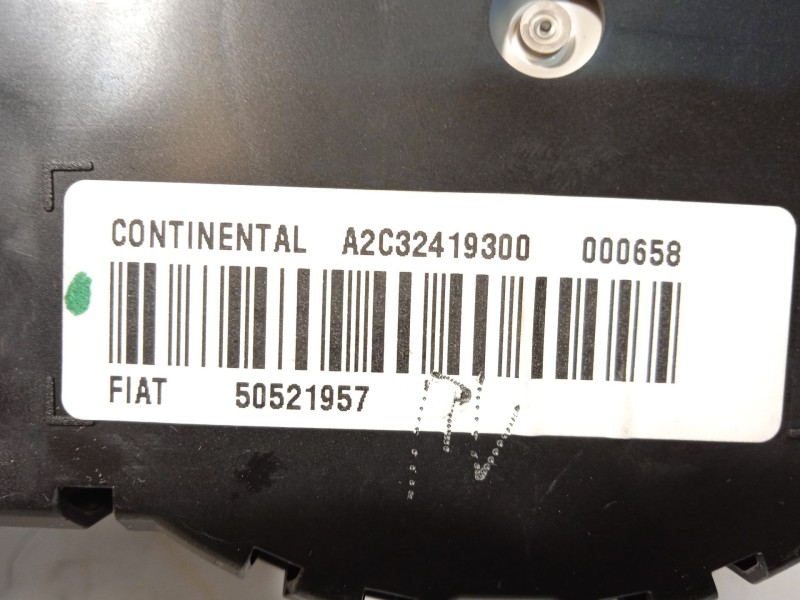 CONTINENTAL A2C32419300 000658
FIAT 50521957